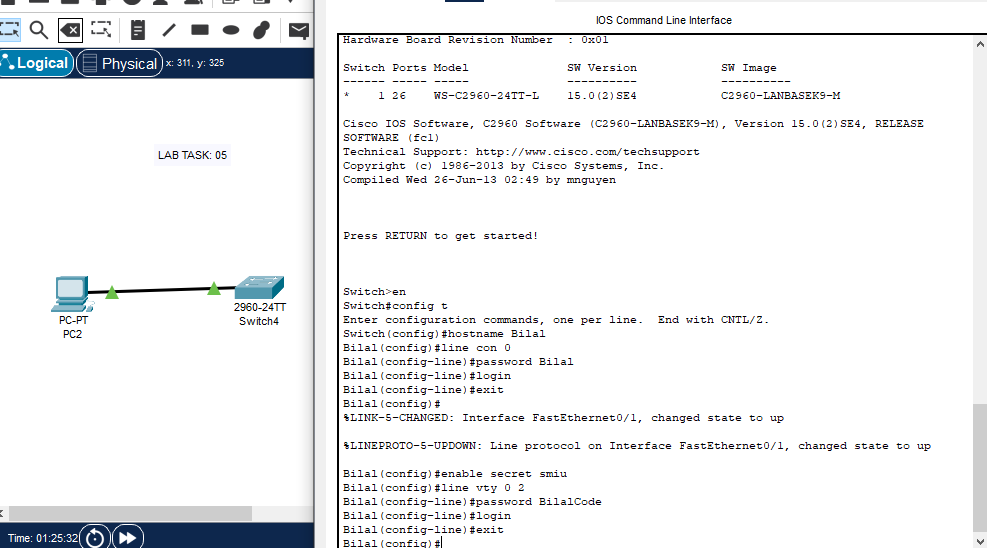 IOS Command Line Interface
Logical
Physical
x: 311, y: 325
LAB TASK: 05
PC-PT
PC2
2960-24TT
Switch4
Time: 01:25:32
Hardware Board Revision Number  : 0x01
Switch Ports Model              SW Version            SW Image
------ ----- -----              ----------            ----------
*    1 26    WS-C2960-24TT-L    15.0(2)SE4            C2960-LANBASEK9-M
Cisco IOS Software, C2960 Software (C2960-LANBASEK9-M), Version 15.0(2)SE4, RELEASE
SOFTWARE (fc1)
Technical Support: http://www.cisco.com/techsupport
Copyright (c) 1986-2013 by Cisco Systems, Inc.
Compiled Wed 26-Jun-13 02:49 by mnguyen
Press RETURN to get started!
Switch>en
Switch#config t
Enter configuration commands, one per line.  End with CNTL/Z.
Switch(config)#hostname Bilal
Bilal(config)#line con 0
Bilal(config-line)#password Bilal
Bilal(config-line)#login
Bilal(config-line)#exit
Bilal(config)#
%LINK-5-CHANGED: Interface FastEthernet0/1, changed state to up
%LINEPROTO-5-UPDOWN: Line protocol on Interface FastEthernet0/1, changed state to up
Bilal(config)#enable secret smiu
Bilal(config)#line vty 0 2
Bilal(config-line)#password BilalCode
Bilal(config-line)#login
Bilal(config-line)#exit
Bilal(config)#